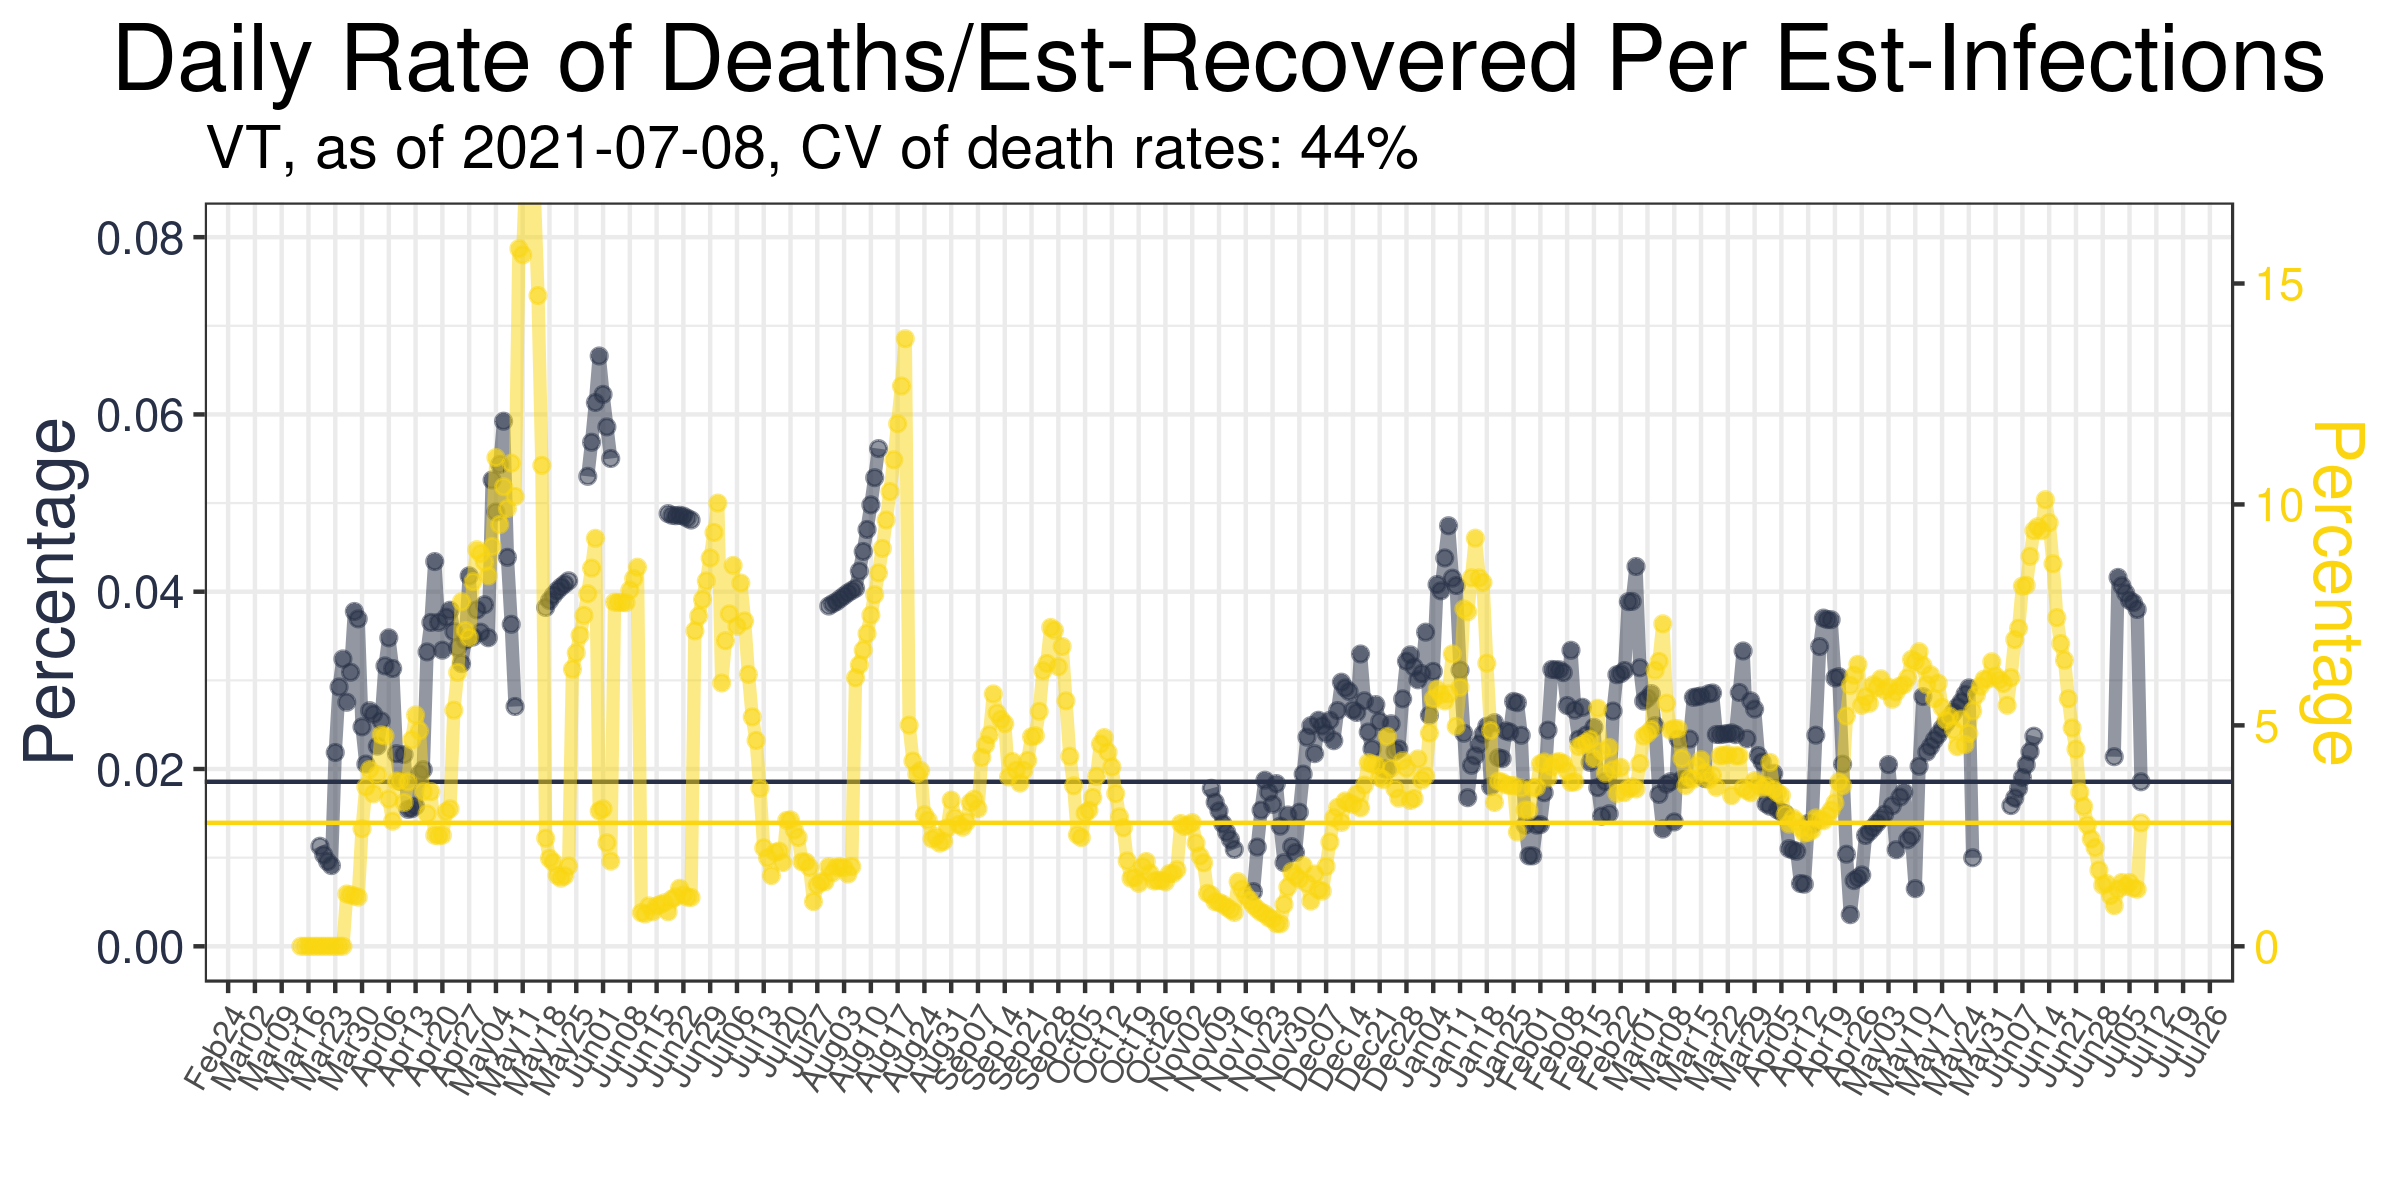 Daily Rate of Deaths/Est-Recovered Per Est-Infections
VT, as of 2021-07-08, CV of death rates: 44%
Percentage
0.08
0.06
0.04
0.02
0.00
15
10
5
0
Percentage
Feb24
Mar02
Mar09
Mar16
Mar23
Mar30
Apr06
Apr13
Apr20
Apr27
May04
May11
May18
May25
Jun01
Jun08
Jun15
Jun22
Jun29
Jul06
Jul13
Jul20
Jul27
Aug03
Aug10
Aug17
Aug24
Aug31
Sep07
Sep14
Sep21
Sep28
Oct05
Oct12
Oct19
Oct26
Nov02
Nov09
Nov16
Nov23
Nov30
Dec07
Dec14
Dec21
Dec28
Jan04
Jan11
Jan18
Jan25
Feb01
Feb08
Feb15
Feb22
Mar01
Mar08
Mar15
Mar22
Mar29
Apr05
Apr12
Apr19
Apr26
May03
May10
May17
May24
May31
Jun07
Jun14
Jun21
Jun28
Jul05
Jul12
Jul19
Jul26